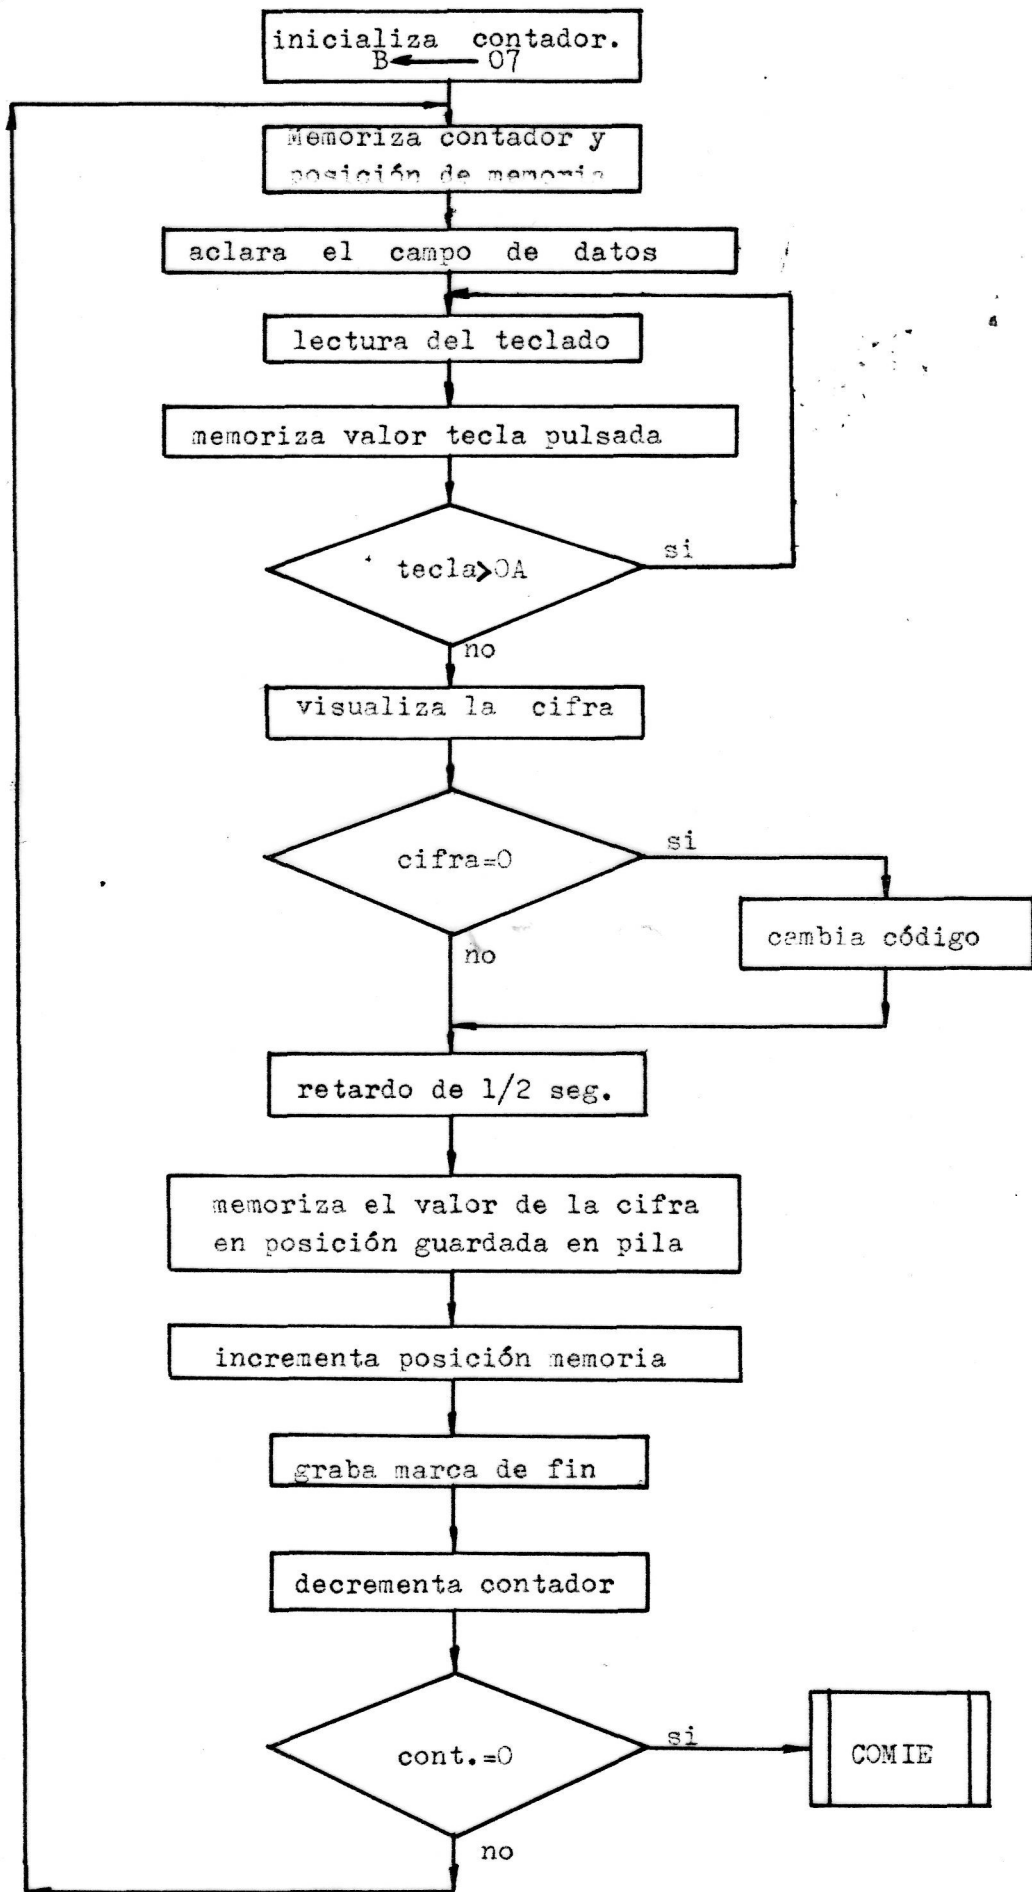 inicializa contador.
B 07
Memoriza contador y
posición de memoria
aclara el campo de datos
lectura del teclado
memoriza valor tecla pulsada
tecla>0A
si
no
visualiza la cifra
cifra=0
si
cambia código
no
retardo de 1/2 seg.
memoriza el valor de la cifra
en posición guardada en pila
incrementa posición memoria
graba marca de fin
decrementa contador
cont.=0
si
COMIE
no